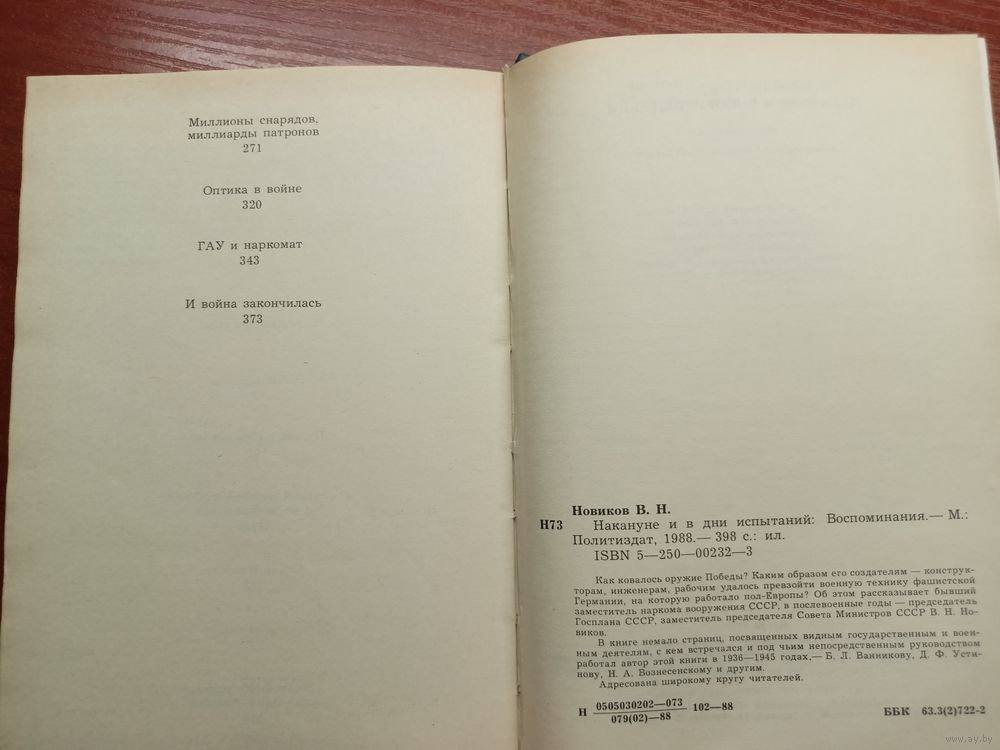 Миллионы снарядов,
миллиарды патронов
271
Оптика в войне
320
ГАУ и наркомат
343
И война закончилась
373
Новиков В. Н.
Н73 Накануне и в дни испытаний: Воспоминания.— М.:
Политиздат, 1988.— 398 с.: ил.
ISBN 5—250—00232—3
Как ковалось оружие Победы? Каким образом его создателям — конструк-
торам, инженерам, рабочим удалось превзойти военную технику фашистской
Германии, на которую работало пол-Европы? Об этом рассказывает бывший
заместитель наркома вооружения СССР, в послевоенные годы — председатель
Госплана СССР, заместитель председателя Совета Министров СССР В. Н. Но-
виков.
В книге немало страниц, посвященных видным государственным и воен-
ным деятелям, с кем встречался и под чьим непосредственным руководством
работал автор этой книги в 1936—1945 годах,— Б. Л. Ванникову, Д. Ф. Усти-
нову, Н. А. Вознесенскому и другим.
Адресована широкому кругу читателей.
Н 0505030202—073 102—88
079(02)—88
ББК 63.3(2)722-2
www.ay.by